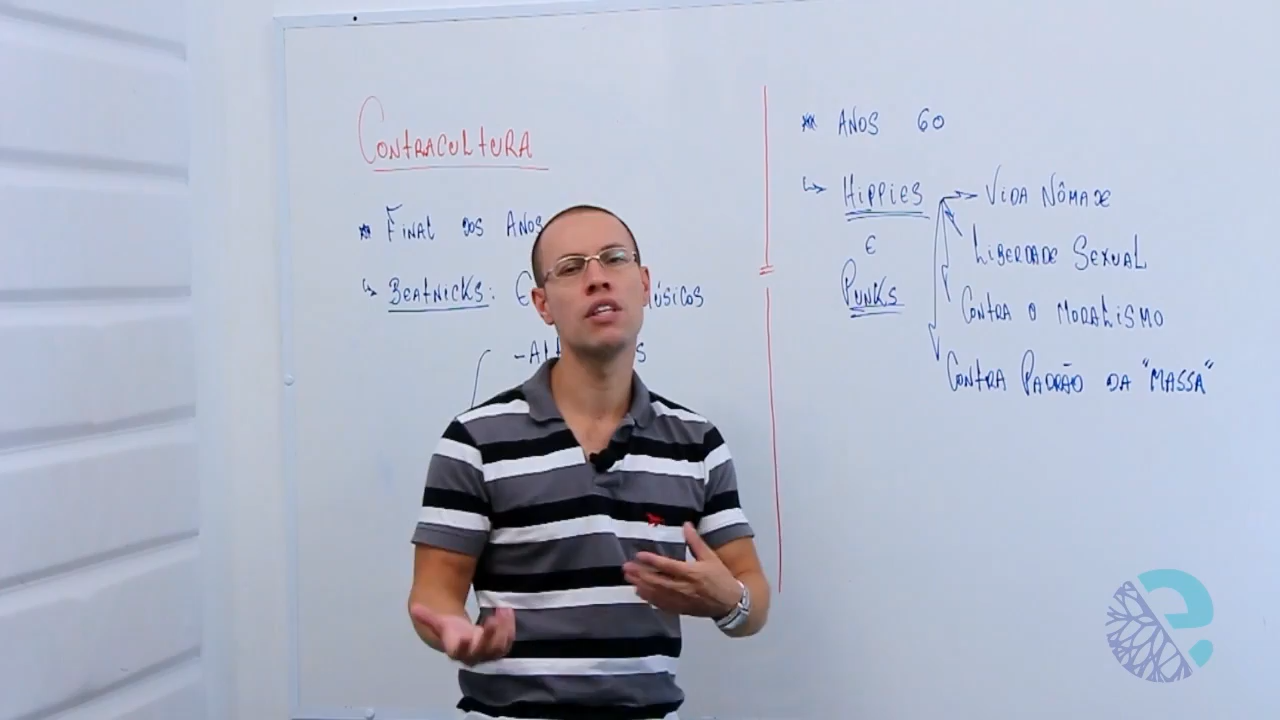 CONTRACULTURA
* FINAL DOS ANOS
↳ BEATNICKS:
* ANOS 60
↳ HIPPIES → VIDA NÔMADE
E LIBERDADE SEXUAL
PUNKS CONTRA O MORALISMO
CONTRA PADRÃO DA "MASSA"